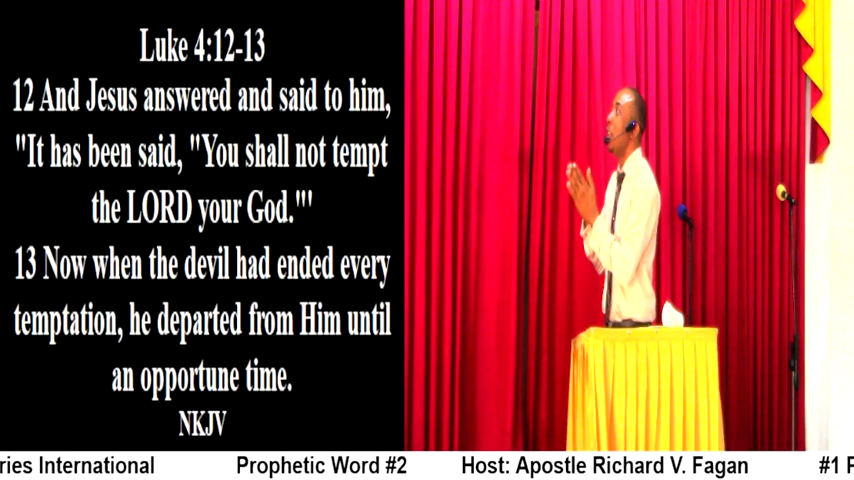 Luke 4:12-13
12 And Jesus answered and said to him,
"It has been said, "You shall not tempt
the LORD your God."'
13 Now when the devil had ended every
temptation, he departed from Him until
an opportune time.
NKJV
ries International Prophetic Word #2 Host: Apostle Richard V. Fagan #1